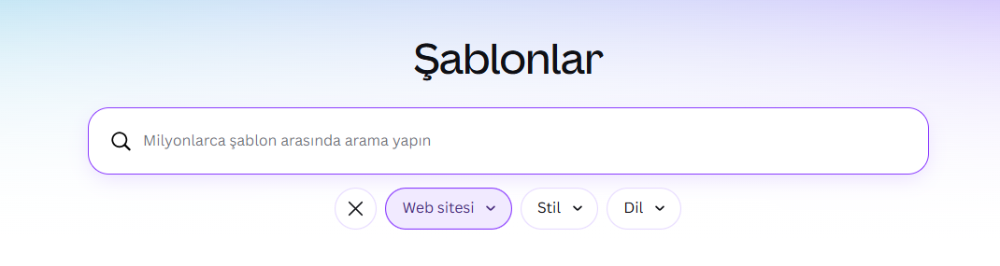 Şablonlar
Milyonlarca şablon arasında arama yapın
Web sitesi Stil Dil